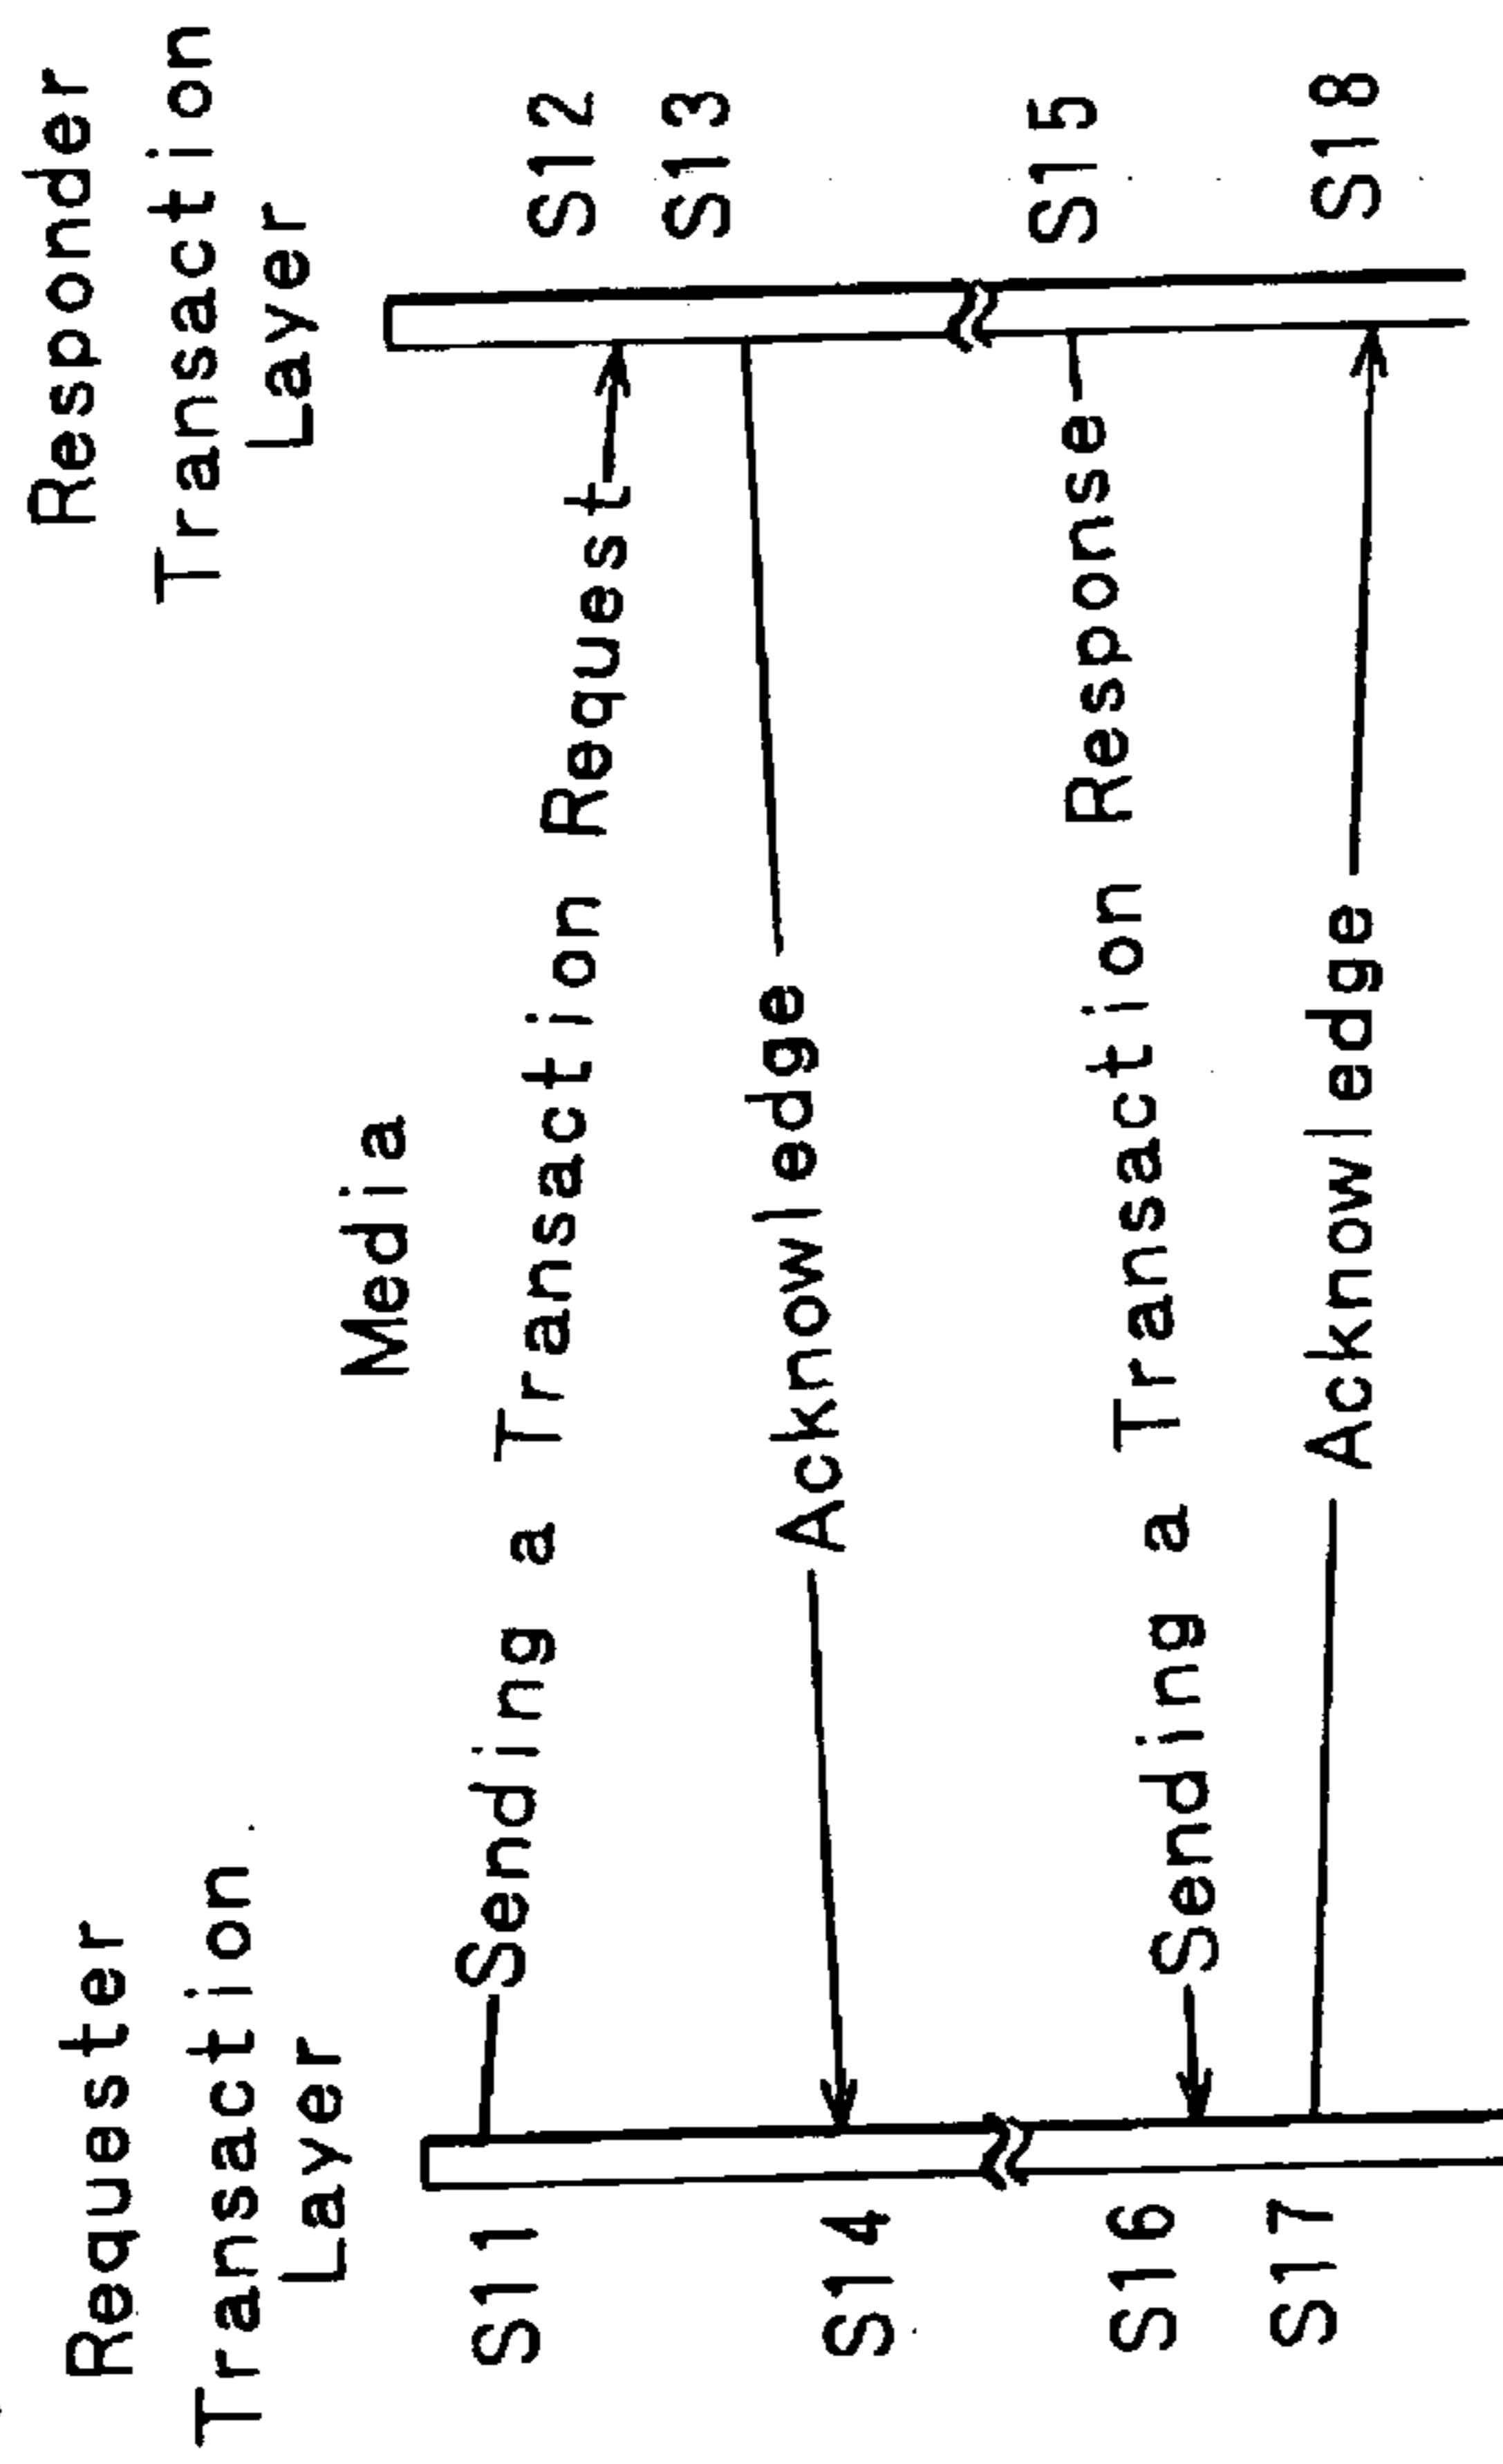 Requester
Transaction
Layer
Media
Responder
Transaction
Layer
S11
Sending a Transaction Request
S12
S13
Acknowledge
S14
Sending a Transaction Response
S15
S16
S17
Acknowledge
S18